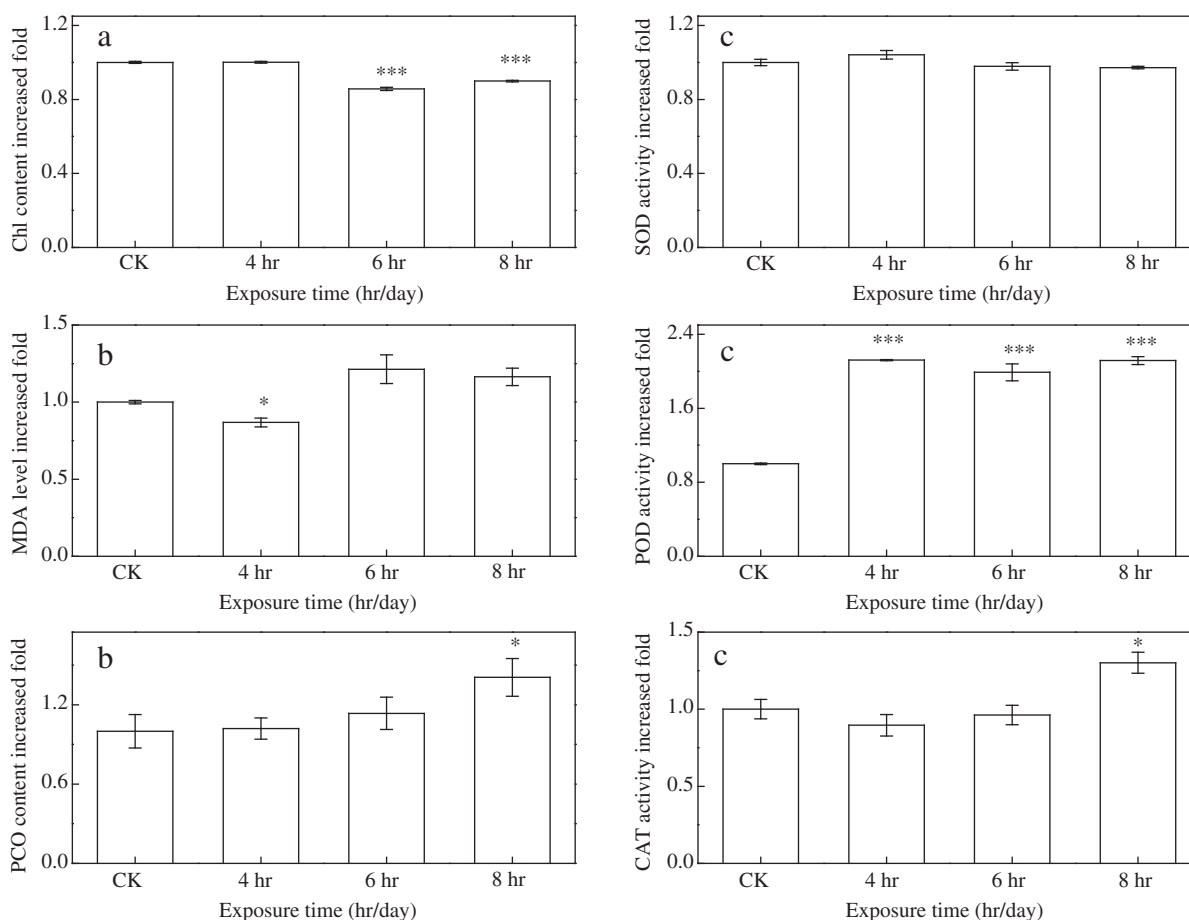 a
Chl content increased fold
1.2
0.8
0.4
0.0
*** ***
CK 4 hr 6 hr 8 hr
Exposure time (hr/day)
c
SOD activity increased fold
1.2
0.8
0.4
0.0
CK 4 hr 6 hr 8 hr
Exposure time (hr/day)
b
MDA level increased fold
1.5
1.0
0.5
0.0
*
CK 4 hr 6 hr 8 hr
Exposure time (hr/day)
c
POD activity increased fold
2.4
1.6
0.8
0.0
*** *** ***
CK 4 hr 6 hr 8 hr
Exposure time (hr/day)
b
PCO content increased fold
1.2
0.6
0.0
*
CK 4 hr 6 hr 8 hr
Exposure time (hr/day)
c
CAT activity increased fold
1.5
1.0
0.5
0.0
*
CK 4 hr 6 hr 8 hr
Exposure time (hr/day)